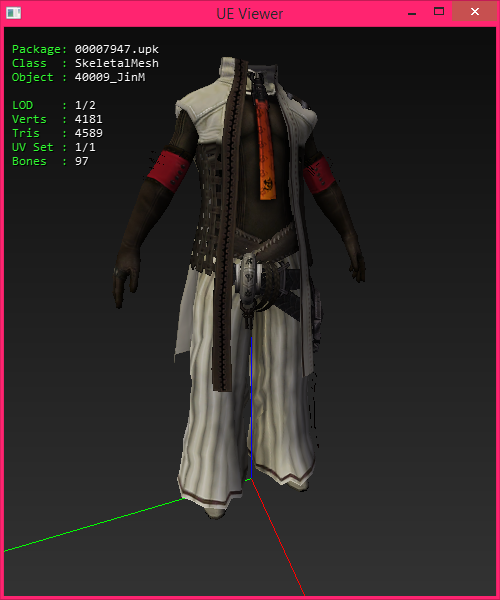 UE Viewer
Package: 00007947.upk
Class  : SkeletalMesh
Object : 40009_JinM
LOD    : 1/2
Verts  : 4181
Tris   : 4589
UV Set : 1/1
Bones  : 97